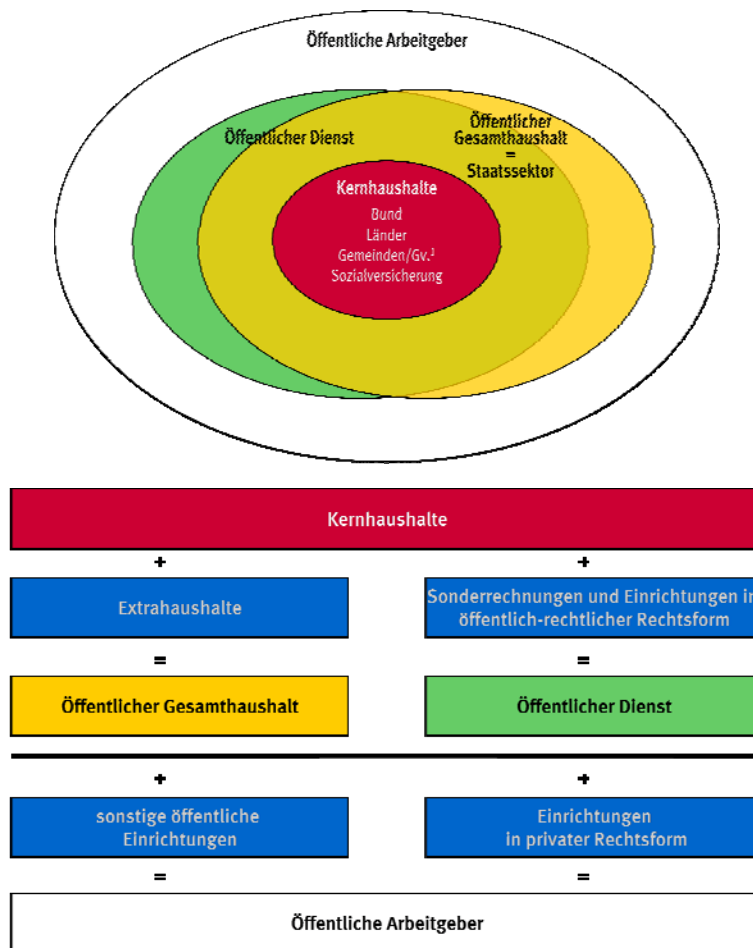 Öffentliche Arbeitgeber
Öffentlicher Dienst
Öffentlicher
Gesamthaushalt
=
Staatssektor
Kernhaushalte
Bund
Länder
Gemeinden/Gv.¹
Sozialversicherung
Kernhaushalte
+ +
Extrahaushalte
Sonderrechnungen und Einrichtungen in
öffentlich-rechtlicher Rechtsform
= =
Öffentlicher Gesamthaushalt
Öffentlicher Dienst
+ +
sonstige öffentliche
Einrichtungen
Einrichtungen
in privater Rechtsform
= =
Öffentliche Arbeitgeber